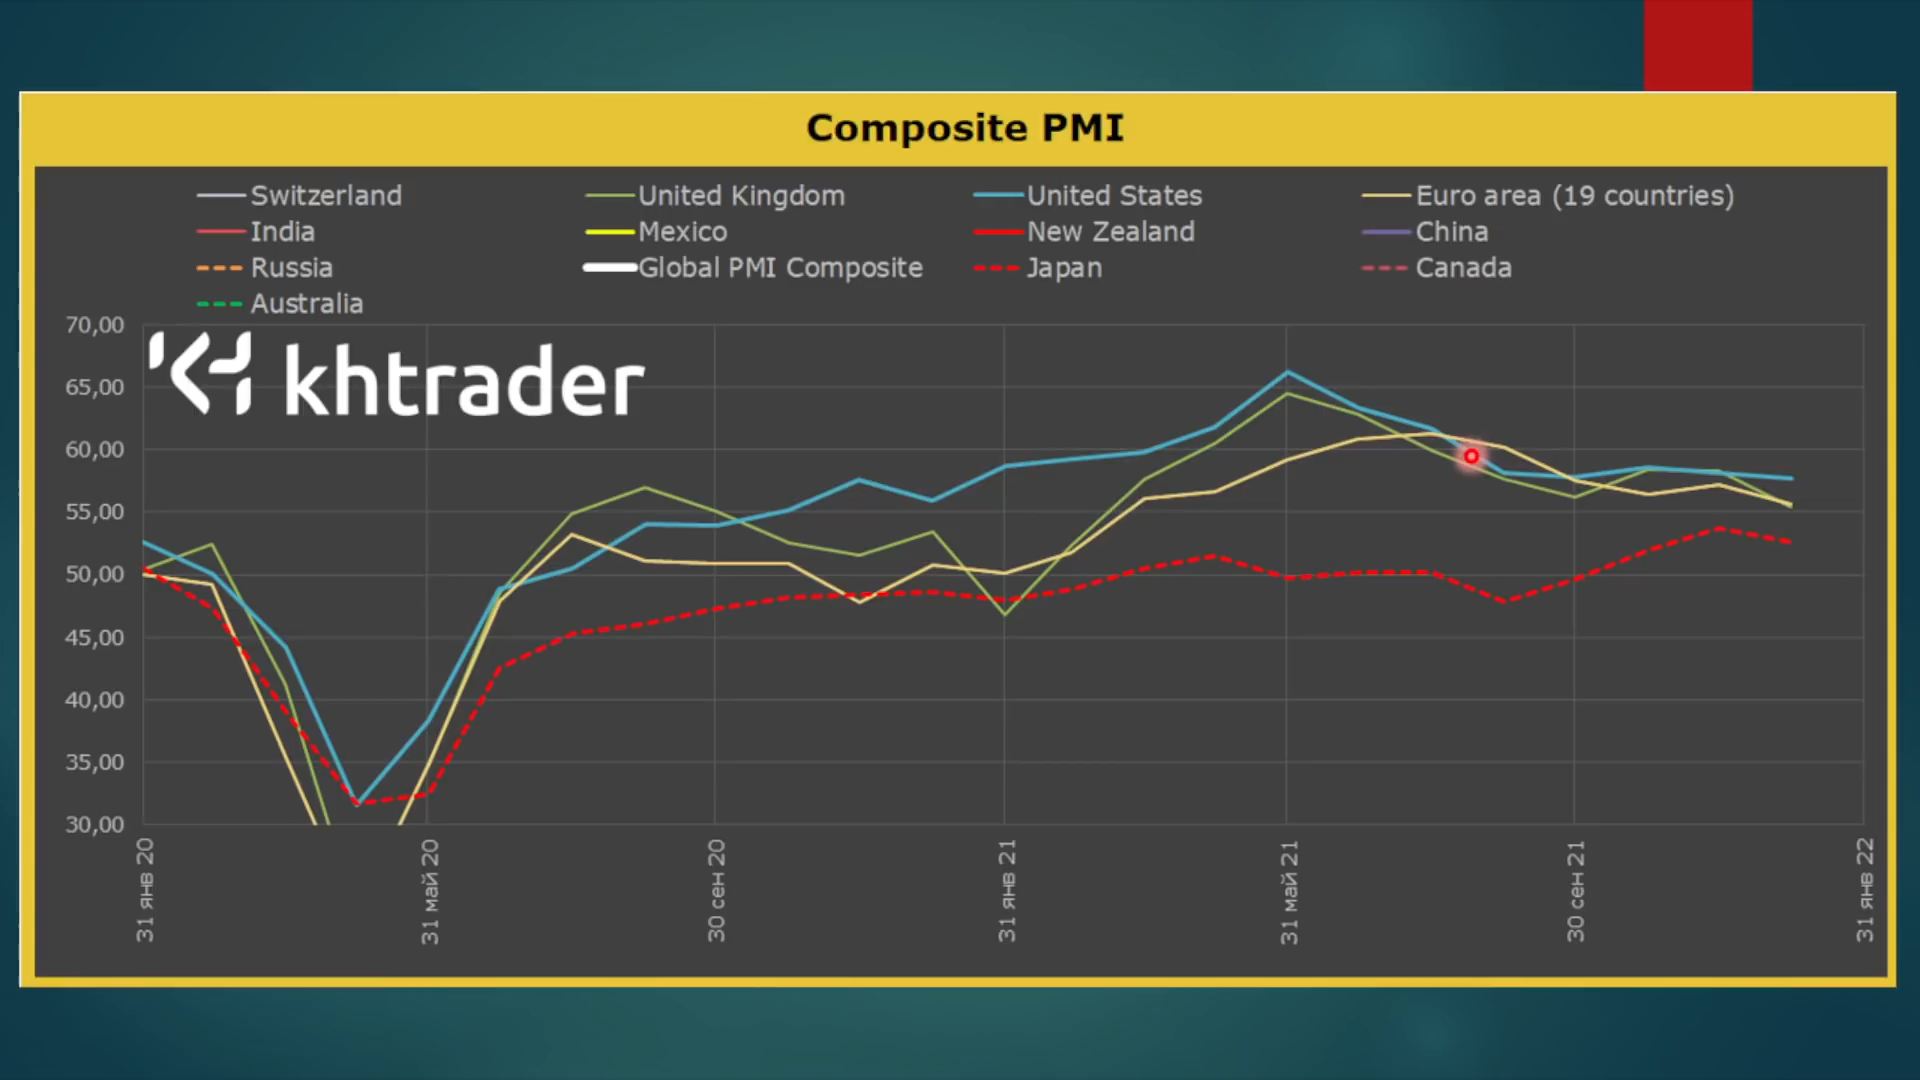 Composite PMI
Switzerland United Kingdom United States Euro area (19 countries)
India Mexico New Zealand China
Russia Global PMI Composite Japan Canada
Australia
khtrader
70,00
65,00
60,00
55,00
50,00
45,00
40,00
35,00
30,00
31 янв 20
31 май 20
30 сен 20
31 янв 21
31 май 21
30 сен 21
31 янв 22